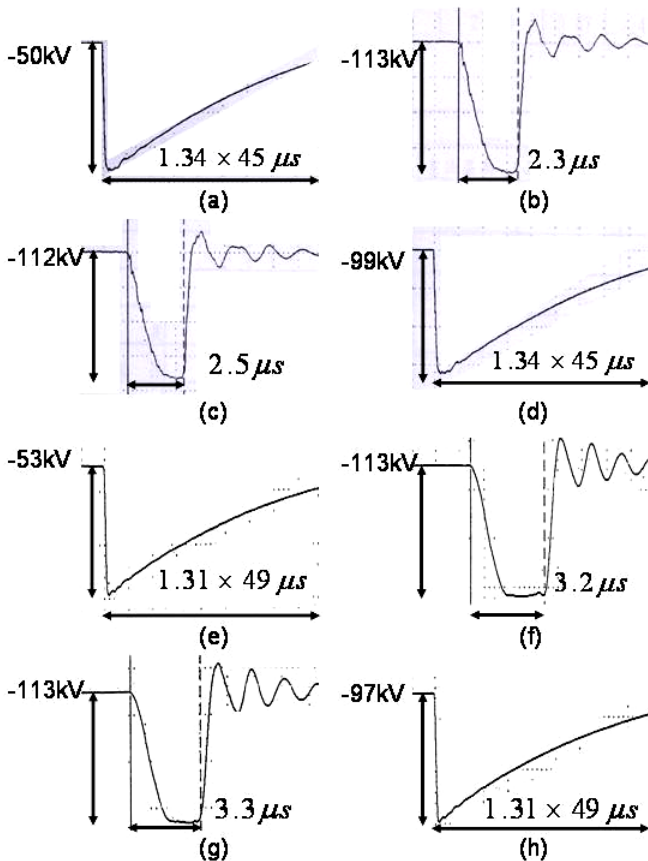 -50kV
1.34 × 45 μs
(a)
-113kV
2.3 μs
(b)
-112kV
2.5 μs
(c)
-99kV
1.34 × 45 μs
(d)
-53kV
1.31 × 49 μs
(e)
-113kV
3.2 μs
(f)
-113kV
3.3 μs
(g)
-97kV
1.31 × 49 μs
(h)